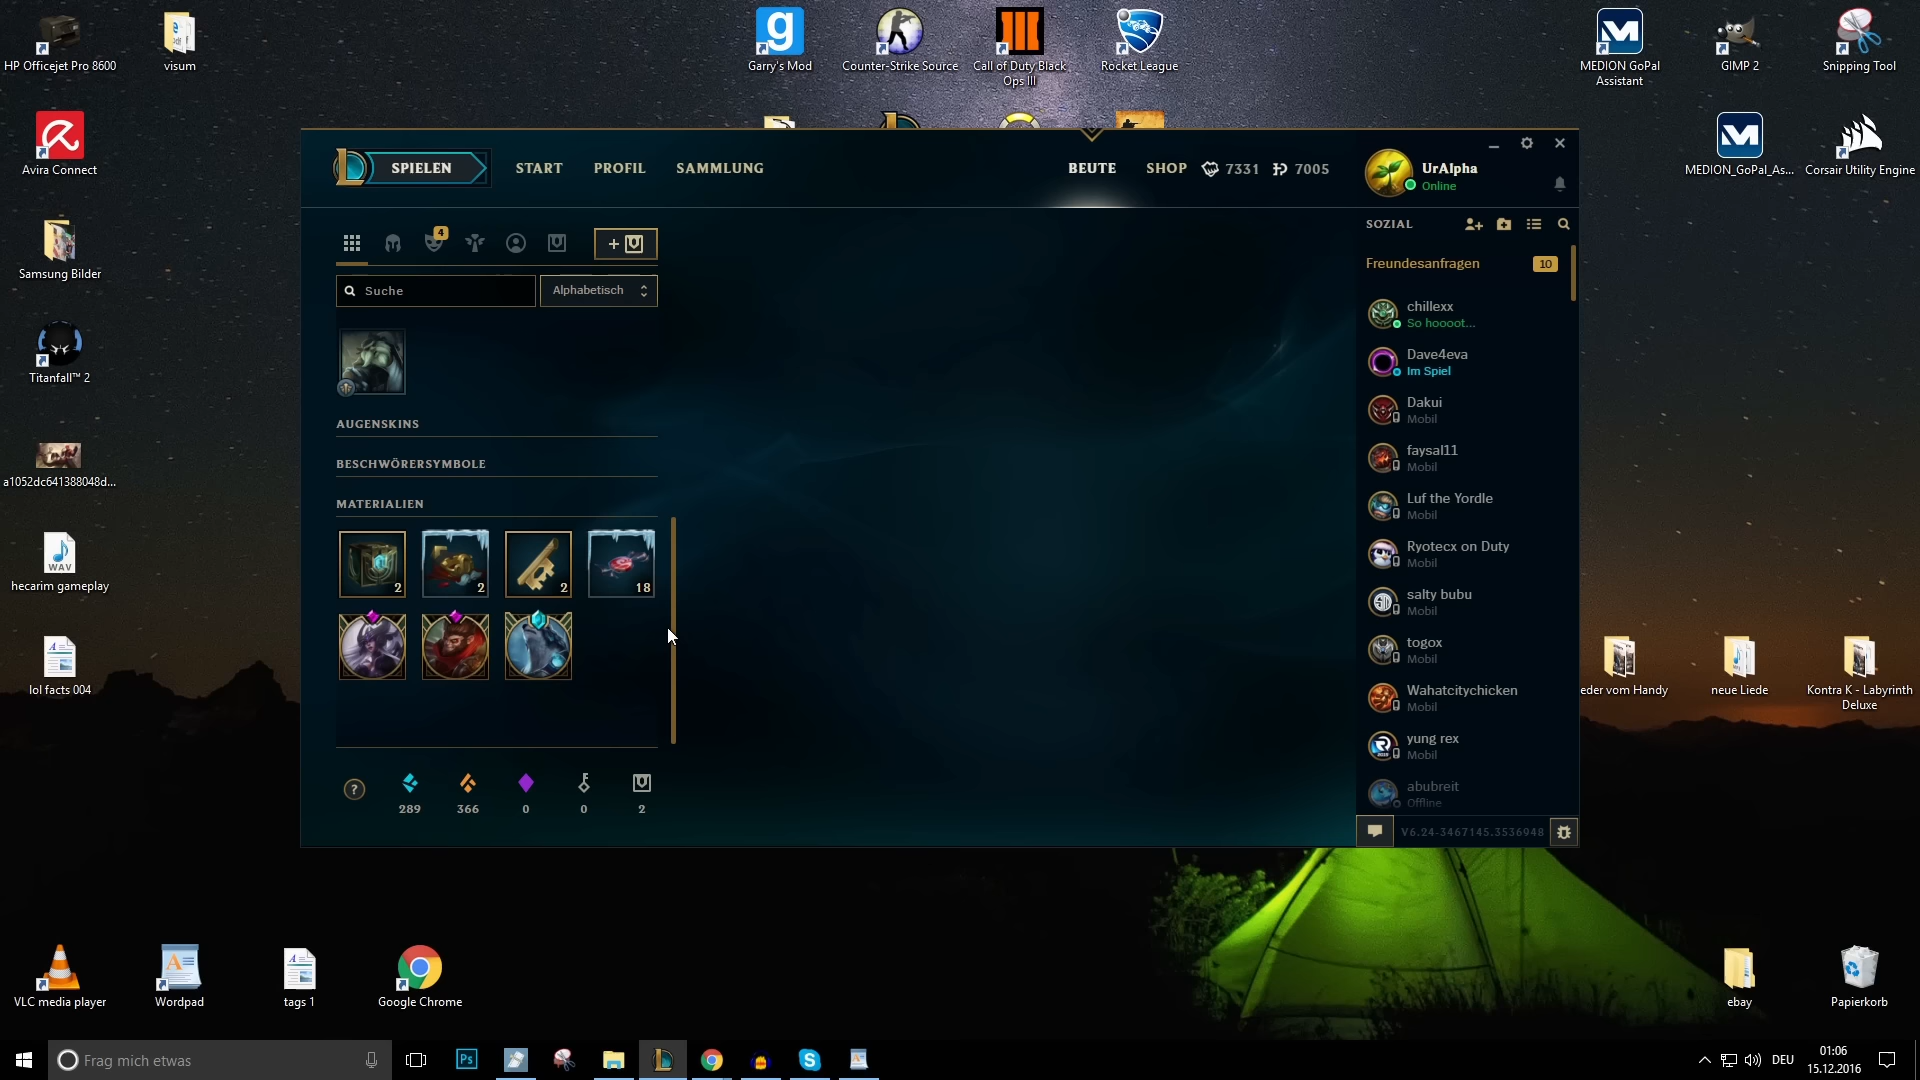 HP Officejet Pro 8600
visum
Garry's Mod
Counter-Strike Source
Call of Duty Black
Ops III
Rocket League
MEDION GoPal
Assistant
GIMP 2
Snipping Tool
Avira Connect
MEDION_GoPal_As...
Corsair Utility Engine
Samsung Bilder
Titanfall™ 2
a1052dc641388048d...
hecarim gameplay
WAV
lol facts 004
SPIELEN
START
PROFIL
SAMMLUNG
BEUTE
SHOP
7331
7005
UrAlpha
Online
4
Suche
Alphabetisch
AUGENSKINS
BESCHWÖRERSYMBOLE
MATERIALIEN
2
2
2
18
?
289
366
0
0
2
SOZIAL
Freundesanfragen
10
chillexx
So hoooot...
Dave4eva
Im Spiel
Dakui
Mobil
faysal11
Mobil
Luf the Yordle
Mobil
Ryotecx on Duty
Mobil
salty bubu
Mobil
togox
Mobil
Wahatcitychicken
Mobil
yung rex
Mobil
abubreit
Offline
V6.24-3467145.3536948
eder vom Handy
neue Liede
Kontra K - Labyrinth
Deluxe
VLC media player
Wordpad
tags 1
Google Chrome
ebay
Papierkorb
Frag mich etwas
Ps
DEU
01:06
15.12.2016